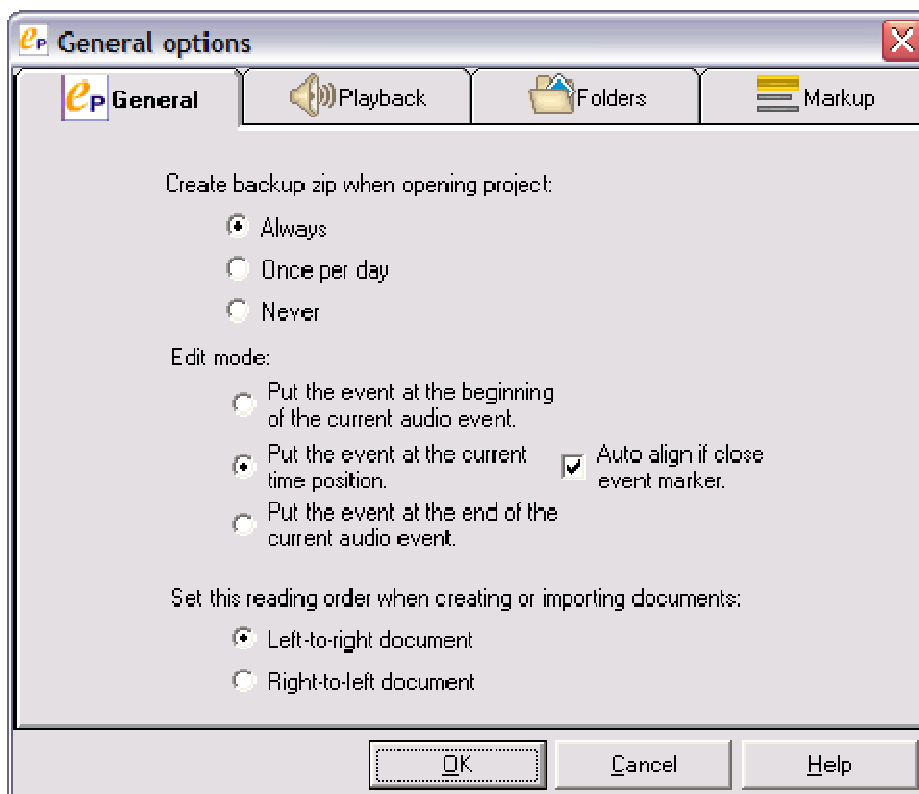 eP General options
eP General Playback Folders Markup
Create backup zip when opening project:
Always
Once per day
Never
Edit mode:
Put the event at the beginning
of the current audio event.
Put the event at the current
time position.
Auto align if close
event marker.
Put the event at the end of the
current audio event.
Set this reading order when creating or importing documents:
Left-to-right document
Right-to-left document
OK Cancel Help